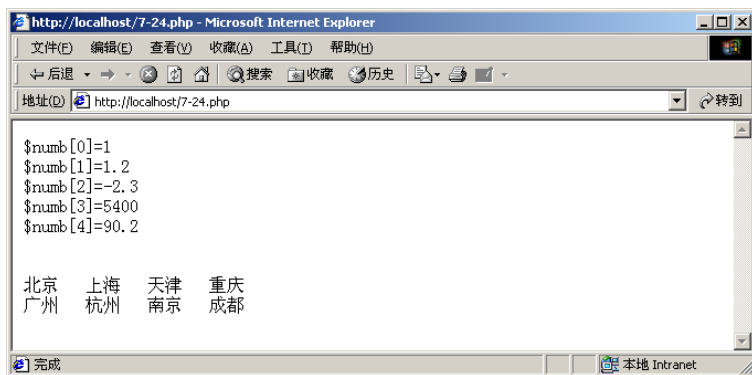 http://localhost/7-24.php - Microsoft Internet Explorer
文件(F) 编辑(E) 查看(V) 收藏(A) 工具(T) 帮助(H)
后退 搜索 收藏 历史
地址(D) http://localhost/7-24.php 转到
$numb[0]=1
$numb[1]=1.2
$numb[2]=-2.3
$numb[3]=5400
$numb[4]=90.2
北京 上海 天津 重庆
广州 杭州 南京 成都
完成 本地 Intranet